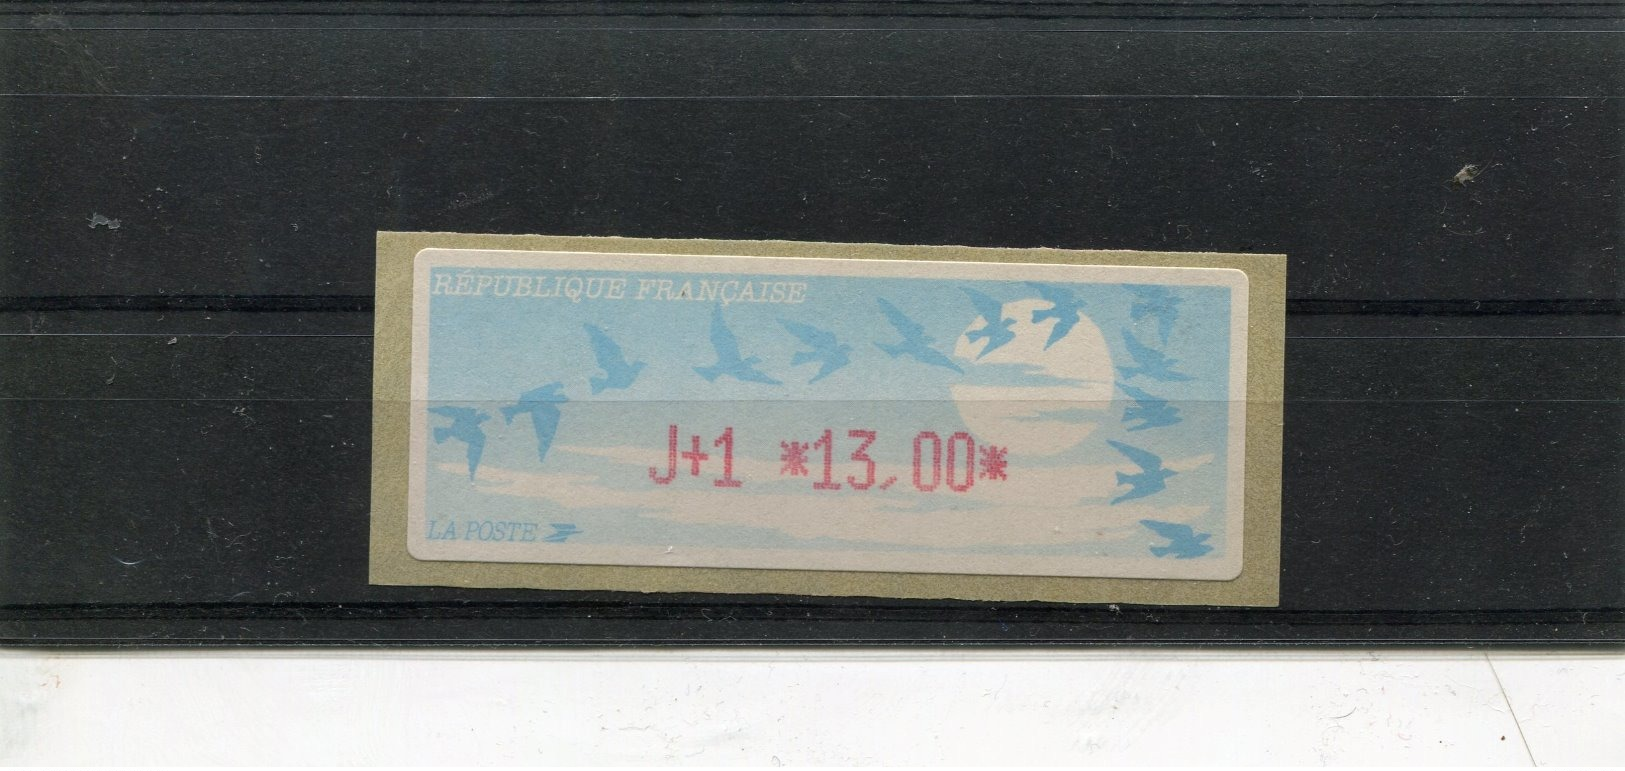 RÉPUBLIQUE FRANÇAISE
J+1 *13,00*
LA POSTE